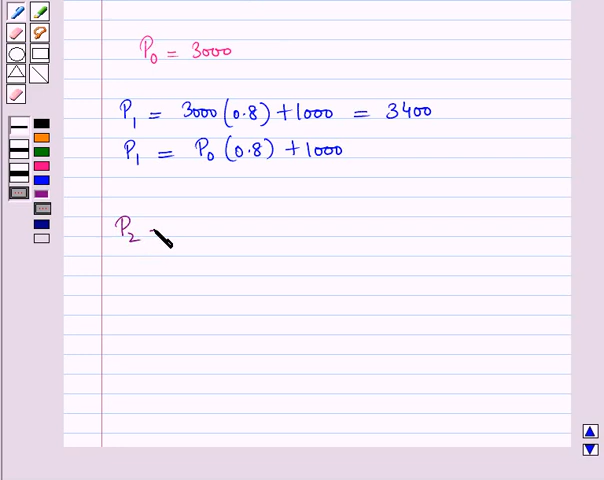 P₀ = 3000
P₁ = 3000 (0.8) + 1000 = 3400
P₁ = P₀ (0.8) + 1000
P₂ -